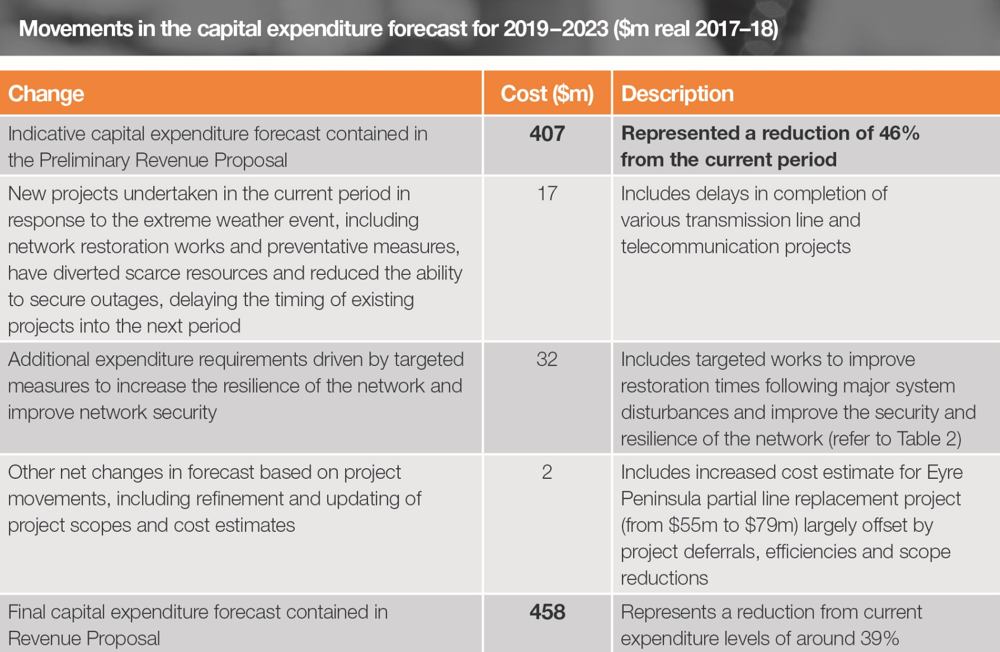 Movements in the capital expenditure forecast for 2019–2023 ($m real 2017–18)
Change
Cost ($m)
Description
Indicative capital expenditure forecast contained in
the Preliminary Revenue Proposal
407
Represented a reduction of 46%
from the current period
New projects undertaken in the current period in
response to the extreme weather event, including
network restoration works and preventative measures,
have diverted scarce resources and reduced the ability
to secure outages, delaying the timing of existing
projects into the next period
17
Includes delays in completion of
various transmission line and
telecommunication projects
Additional expenditure requirements driven by targeted
measures to increase the resilience of the network and
improve network security
32
Includes targeted works to improve
restoration times following major system
disturbances and improve the security and
resilience of the network (refer to Table 2)
Other net changes in forecast based on project
movements, including refinement and updating of
project scopes and cost estimates
2
Includes increased cost estimate for Eyre
Peninsula partial line replacement project
(from $55m to $79m) largely offset by
project deferrals, efficiencies and scope
reductions
Final capital expenditure forecast contained in
Revenue Proposal
458
Represents a reduction from current
expenditure levels of around 39%